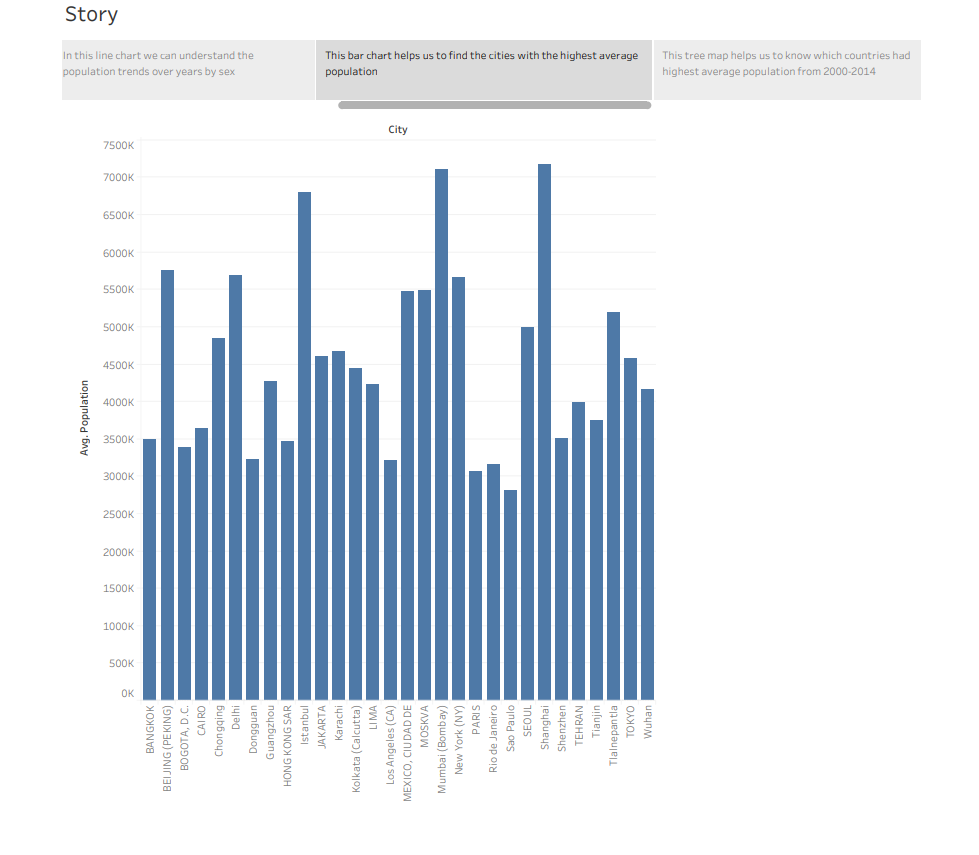 Story
In this line chart we can understand the
population trends over years by sex
This bar chart helps us to find the cities with the highest average
population
This tree map helps us to know which countries had
highest average population from 2000-2014
City
7500K
7000K
6500K
6000K
5500K
5000K
4500K
4000K
3500K
3000K
2500K
2000K
1500K
1000K
500K
0K
Avg. Population
BANGKOK
BEIJING (PEKING)
BOGOTA, D.C.
CAIRO
Chongqing
Delhi
Dongguan
Guangzhou
HONG KONG SAR
Istanbul
JAKARTA
Karachi
Kolkata (Calcutta)
LIMA
Los Angeles (CA)
MEXICO, CIUDAD DE
MOSKVA
Mumbai (Bombay)
New York (NY)
PARIS
Rio de Janeiro
Sao Paulo
SEOUL
Shanghai
Shenzhen
TEHRAN
Tianjin
Tlalnepantla
TOKYO
Wuhan